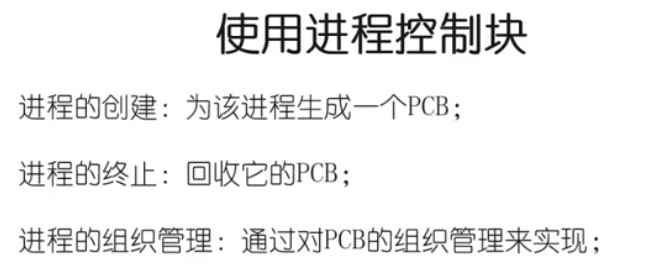 使用进程控制块
进程的创建：为该进程生成一个PCB；
进程的终止：回收它的PCB；
进程的组织管理：通过对PCB的组织管理来实现；